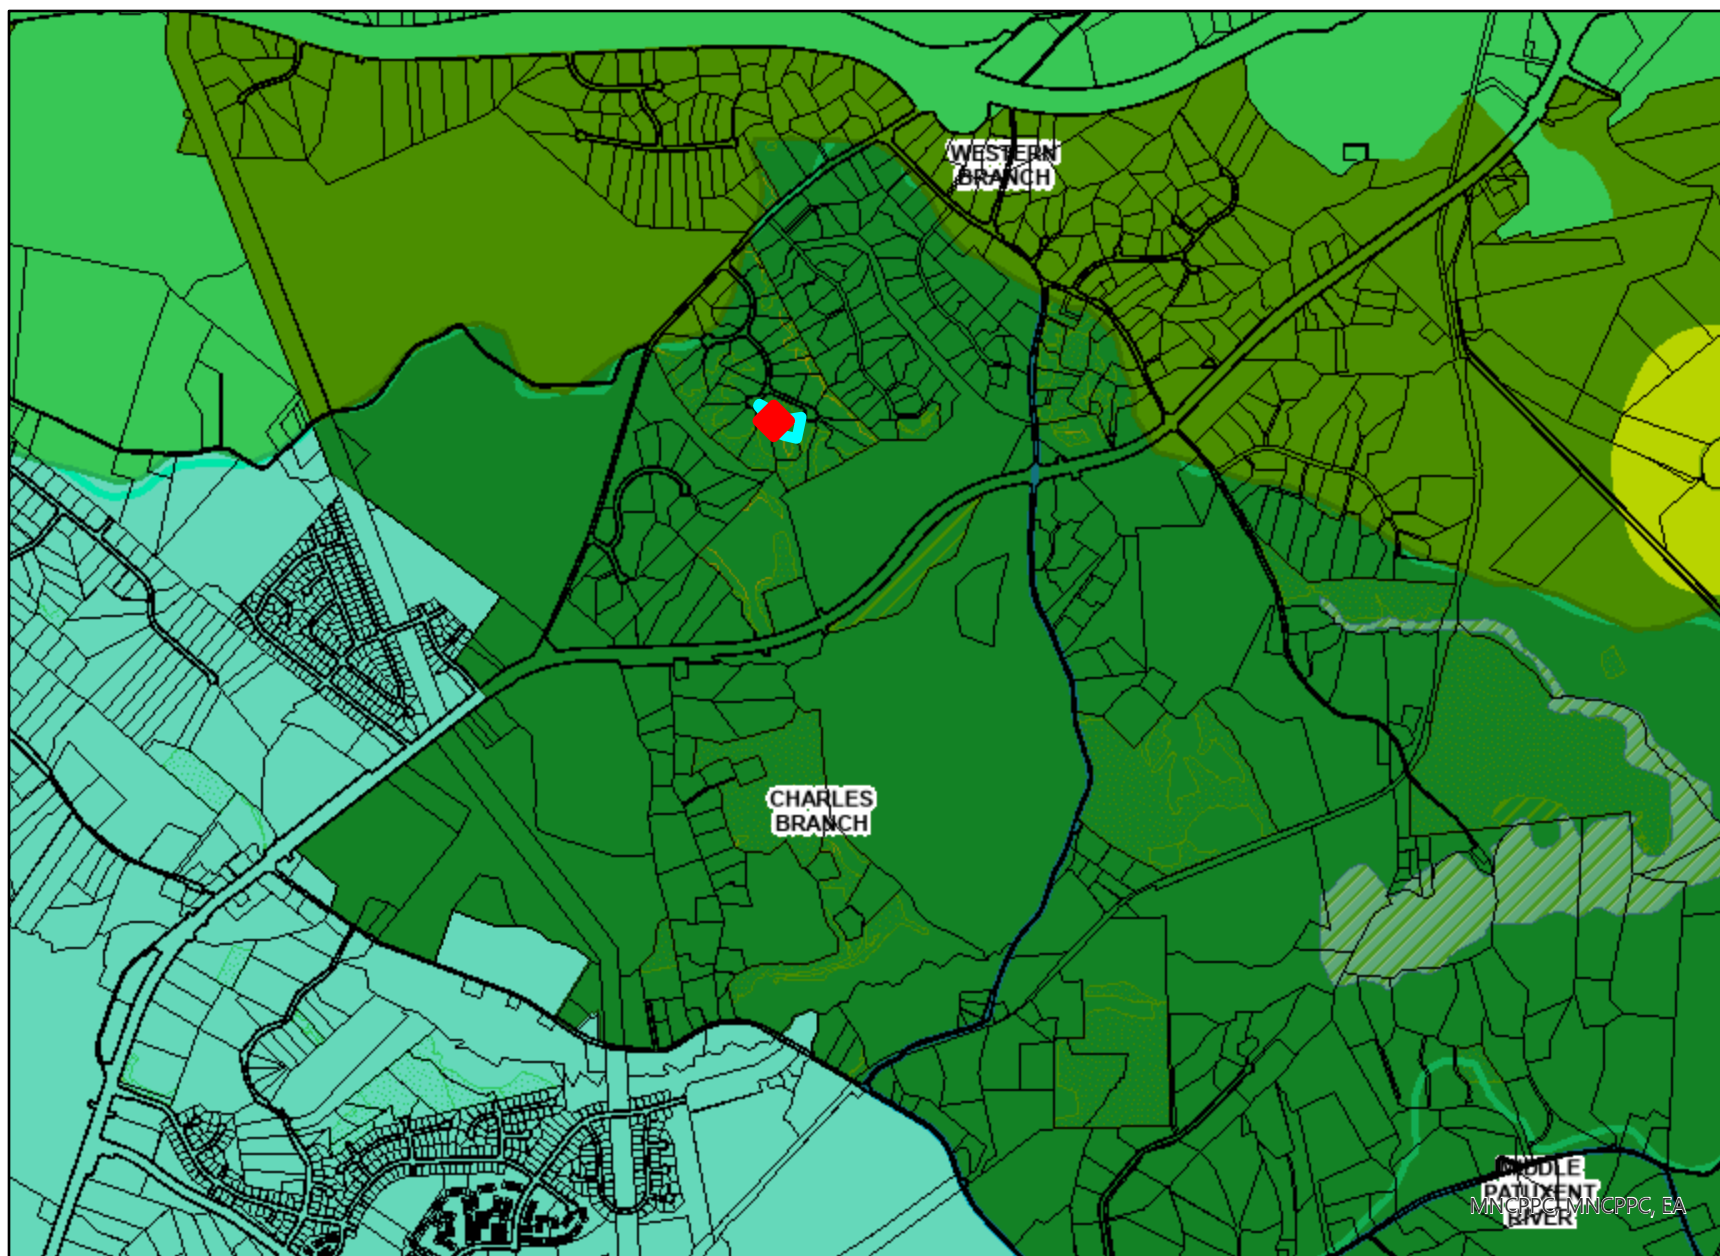 WESTERN
BRANCH
CHARLES
BRANCH
MIDDLE
PATUXENT
RIVER
MNCPPC, MNCPPC, EA